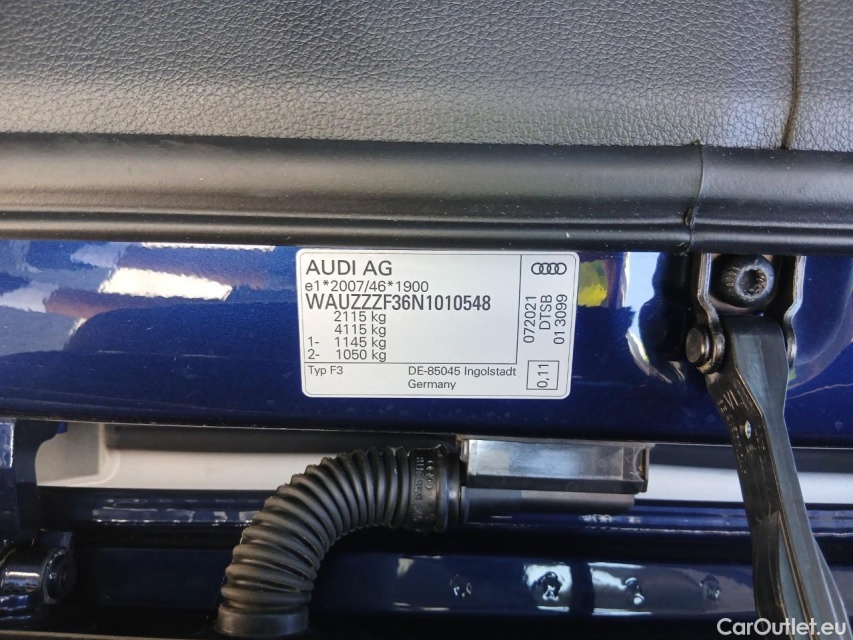 AUDI AG
e1*2007/46*1900
WAUZZZF36N1010548
2115 kg
4115 kg
1- 1145 kg
2- 1050 kg
Typ F3
DE-85045 Ingolstadt
Germany
072021
DTSB
013099
0,11
CarOutlet.eu